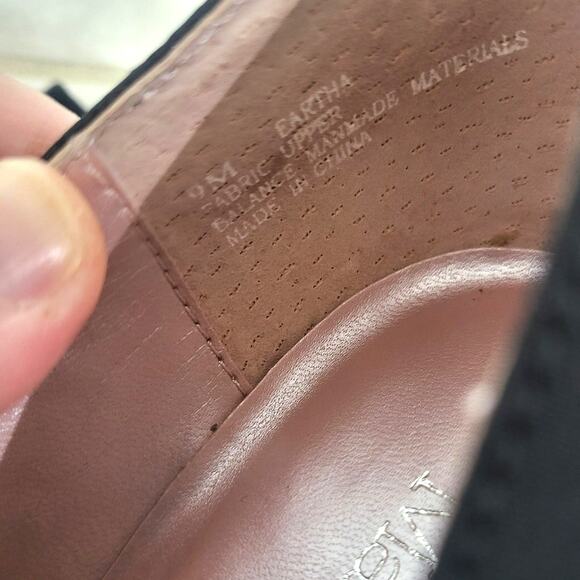 9M EARTHA
FABRIC UPPER
BALANCE MANMADE MATERIALS
MADE IN CHINA